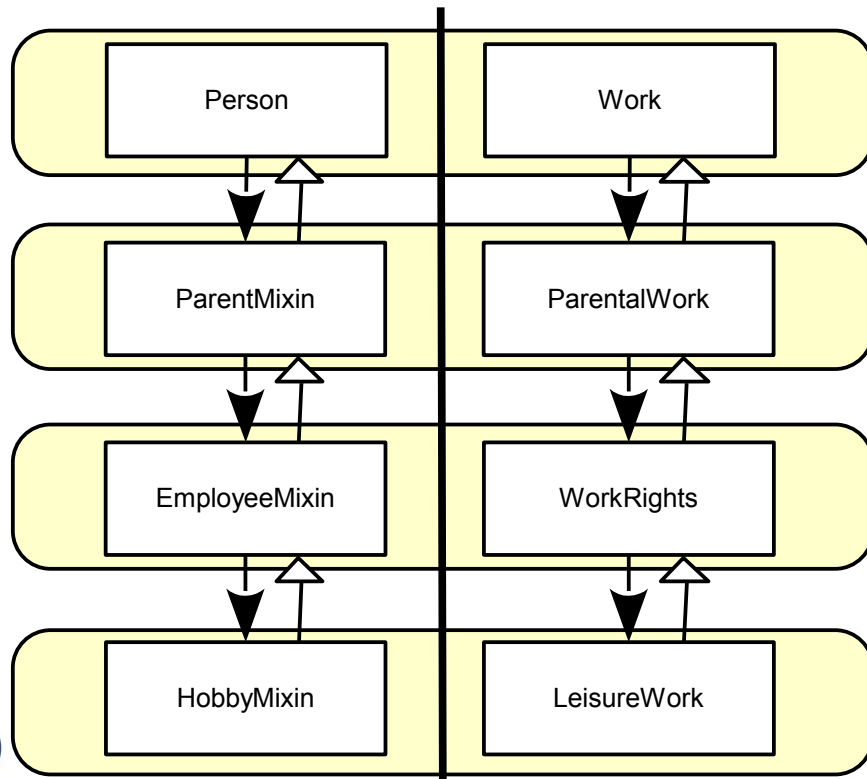 Person
Work
ParentMixin
ParentalWork
EmployeeMixin
WorkRights
HobbyMixin
LeisureWork